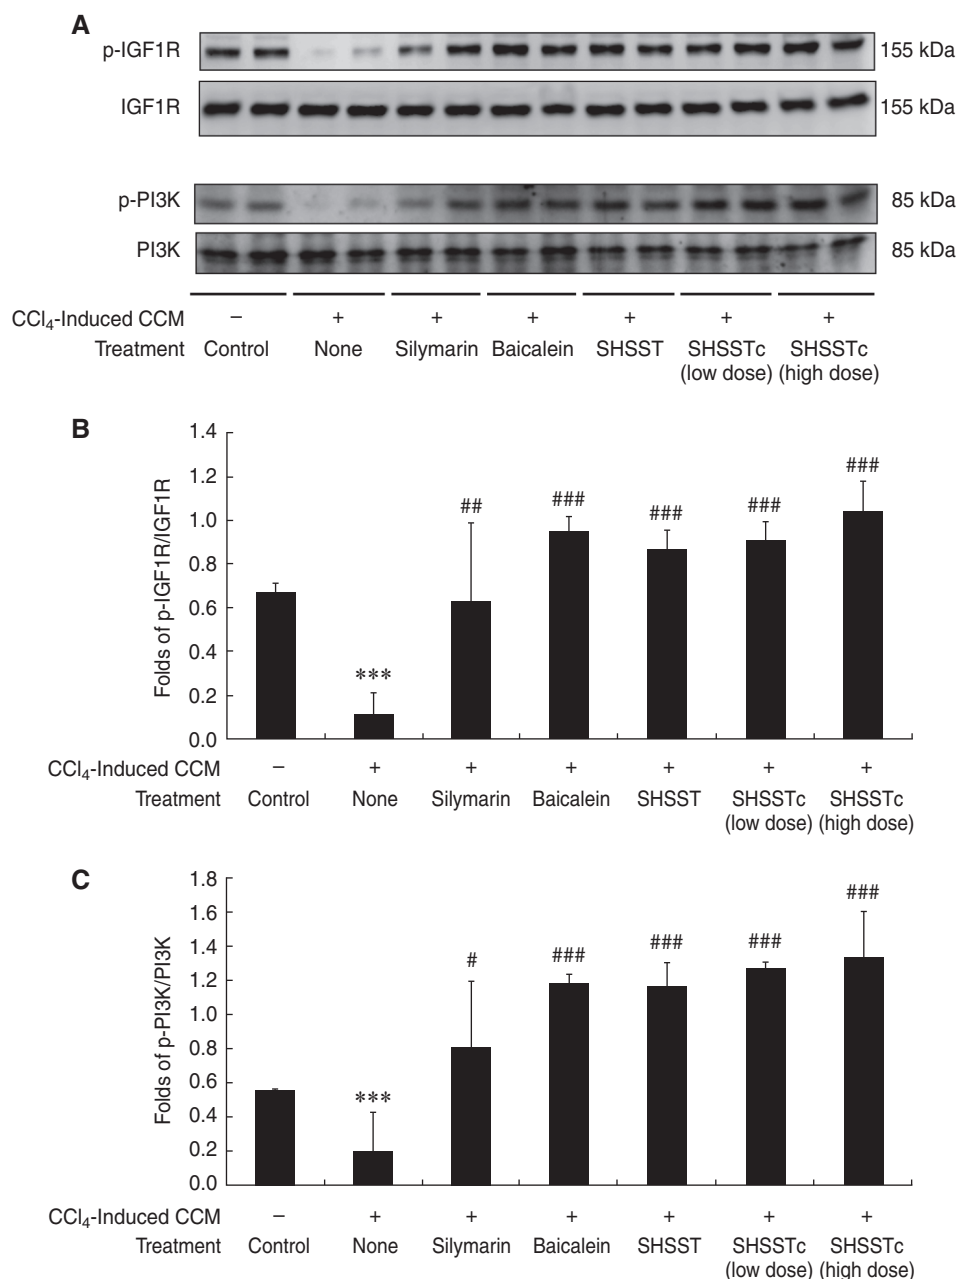 A
p-IGF1R 155 kDa
IGF1R 155 kDa
p-PI3K 85 kDa
PI3K 85 kDa
CCl₄-Induced CCM – + + + + + +
Treatment Control None Silymarin Baicalein SHSST SHSSTc SHSSTc
(low dose) (high dose)
B
Folds of p-IGF1R/IGF1R
1.4
1.2
1.0
0.8
0.6
0.4
0.2
0.0
*** ## ### ### ### ###
CCl₄-Induced CCM – + + + + + +
Treatment Control None Silymarin Baicalein SHSST SHSSTc SHSSTc
(low dose) (high dose)
C
Folds of p-PI3K/PI3K
1.8
1.6
1.4
1.2
1.0
0.8
0.6
0.4
0.2
0.0
*** # ### ### ### ###
CCl₄-Induced CCM – + + + + + +
Treatment Control None Silymarin Baicalein SHSST SHSSTc SHSSTc
(low dose) (high dose)